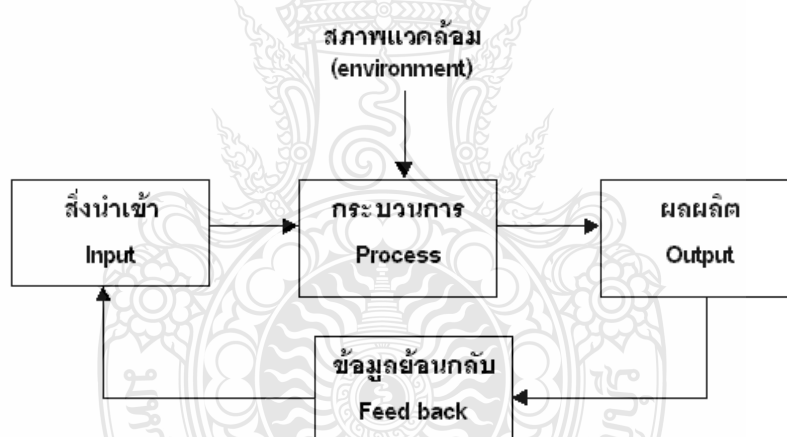 สภาพแวดล้อม
(environment)
สิ่งนำเข้า
Input
กระบวนการ
Process
ผลผลิต
Output
ข้อมูลย้อนกลับ
Feed back